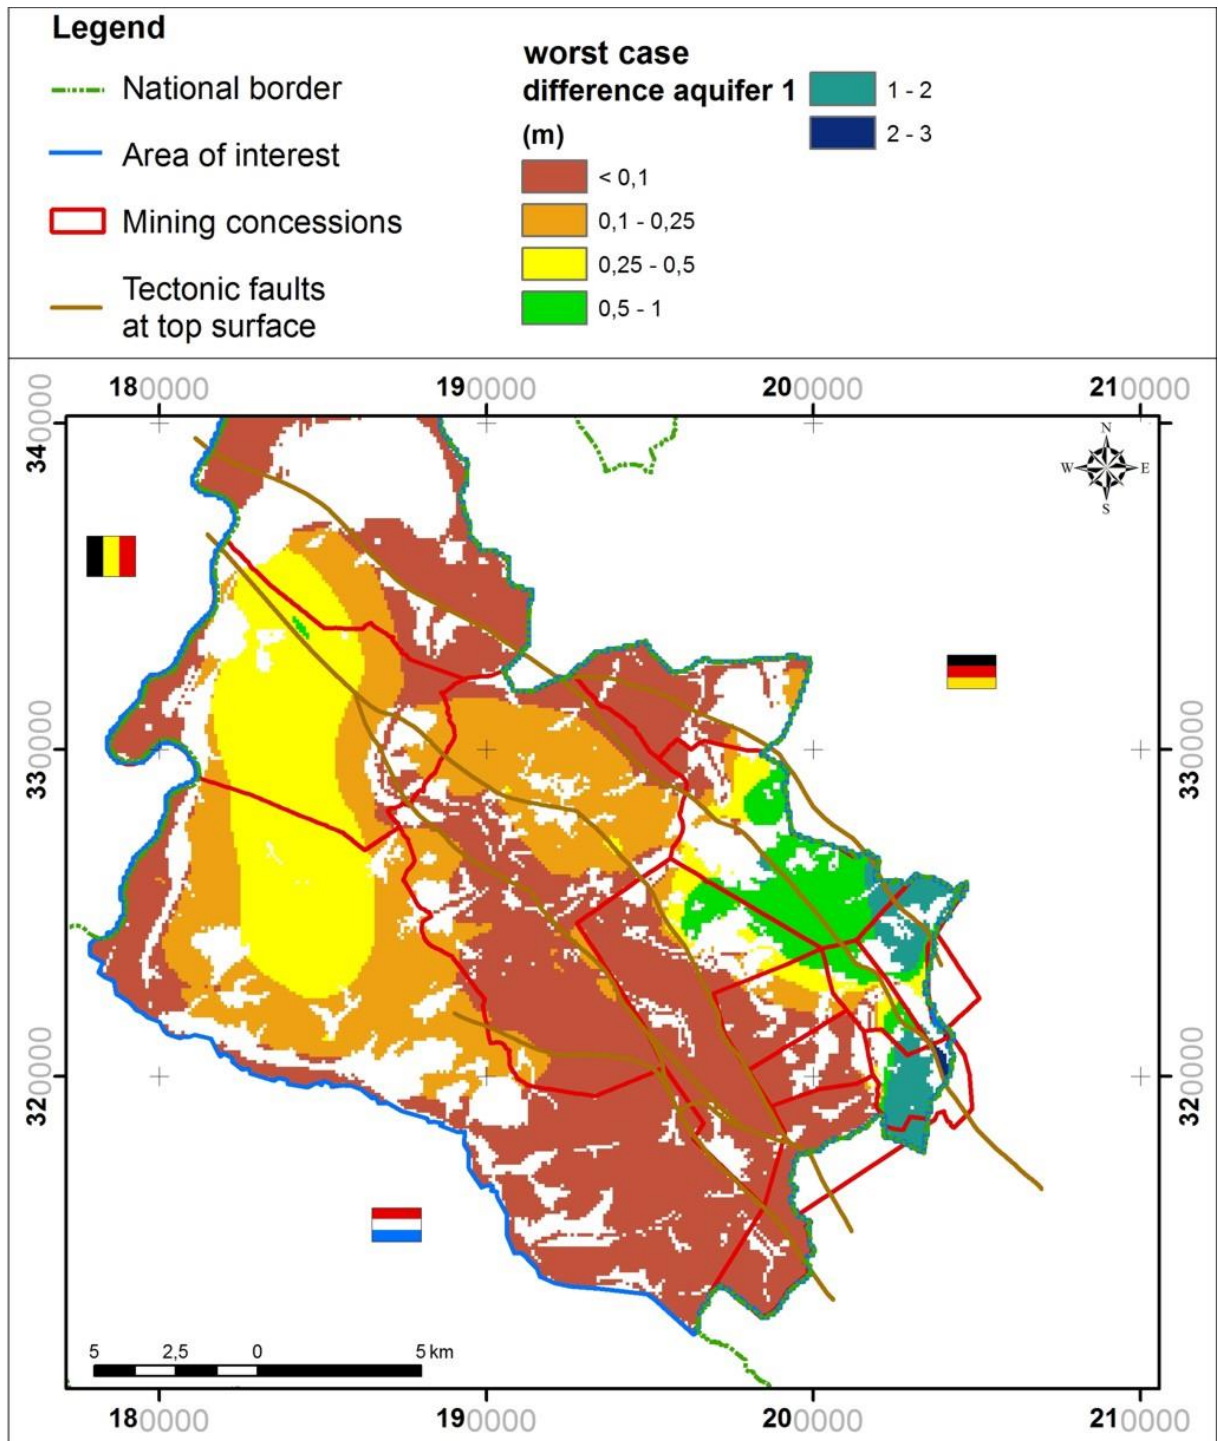 Legend
National border
Area of interest
Mining concessions
Tectonic faults
at top surface
worst case
difference aquifer 1
(m)
< 0,1
0,1 - 0,25
0,25 - 0,5
0,5 - 1
1 - 2
2 - 3
180000
190000
200000
210000
340000
330000
320000
330000
320000
N
W
E
S
5
2,5
0
5 km
180000
190000
200000
210000